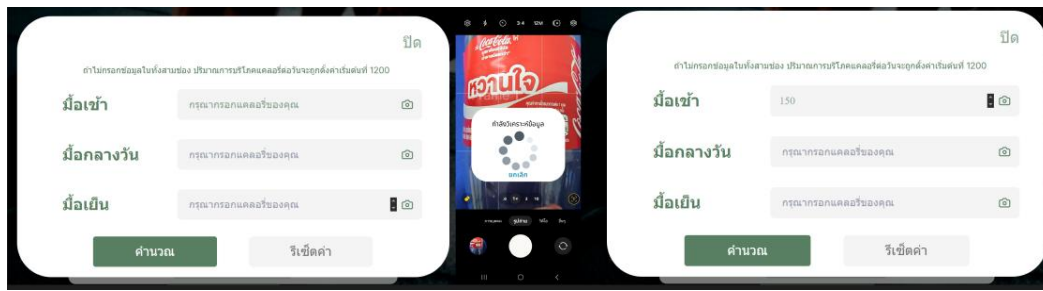 ปิด
ถ้าไม่กรอกข้อมูลในทั้งสามช่อง ปริมาณการบริโภคแคลอรี่ต่อวันจะถูกตั้งค่าเริ่มต้นที่ 1200
มื้อเช้า กรุณากรอกแคลอรี่ของคุณ
มื้อกลางวัน กรุณากรอกแคลอรี่ของคุณ
มื้อเย็น กรุณากรอกแคลอรี่ของคุณ
คำนวณ รีเซ็ตค่า
3:4 12M
Coca-Cola
หวานใจ
กำลังวิเคราะห์ข้อมูล
ยกเลิก
รูปถ่าย วิดีโอ
ปิด
ถ้าไม่กรอกข้อมูลในทั้งสามช่อง ปริมาณการบริโภคแคลอรี่ต่อวันจะถูกตั้งค่าเริ่มต้นที่ 1200
มื้อเช้า 150
มื้อกลางวัน กรุณากรอกแคลอรี่ของคุณ
มื้อเย็น กรุณากรอกแคลอรี่ของคุณ
คำนวณ รีเซ็ตค่า